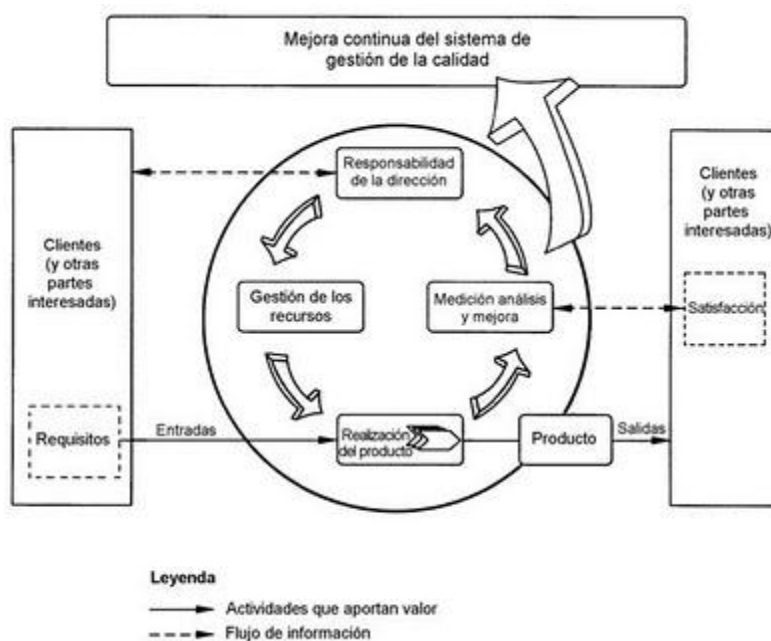 Mejora continua del sistema de
gestión de la calidad
Responsabilidad
de la dirección
Clientes
(y otras
partes
interesadas)
Clientes
(y otras
partes
interesadas)
Gestión de los
recursos
Medición análisis
y mejora
Satisfacción
Requisitos
Entradas
Realización
del producto
Producto
Salidas
Leyenda
Actividades que aportan valor
Flujo de información